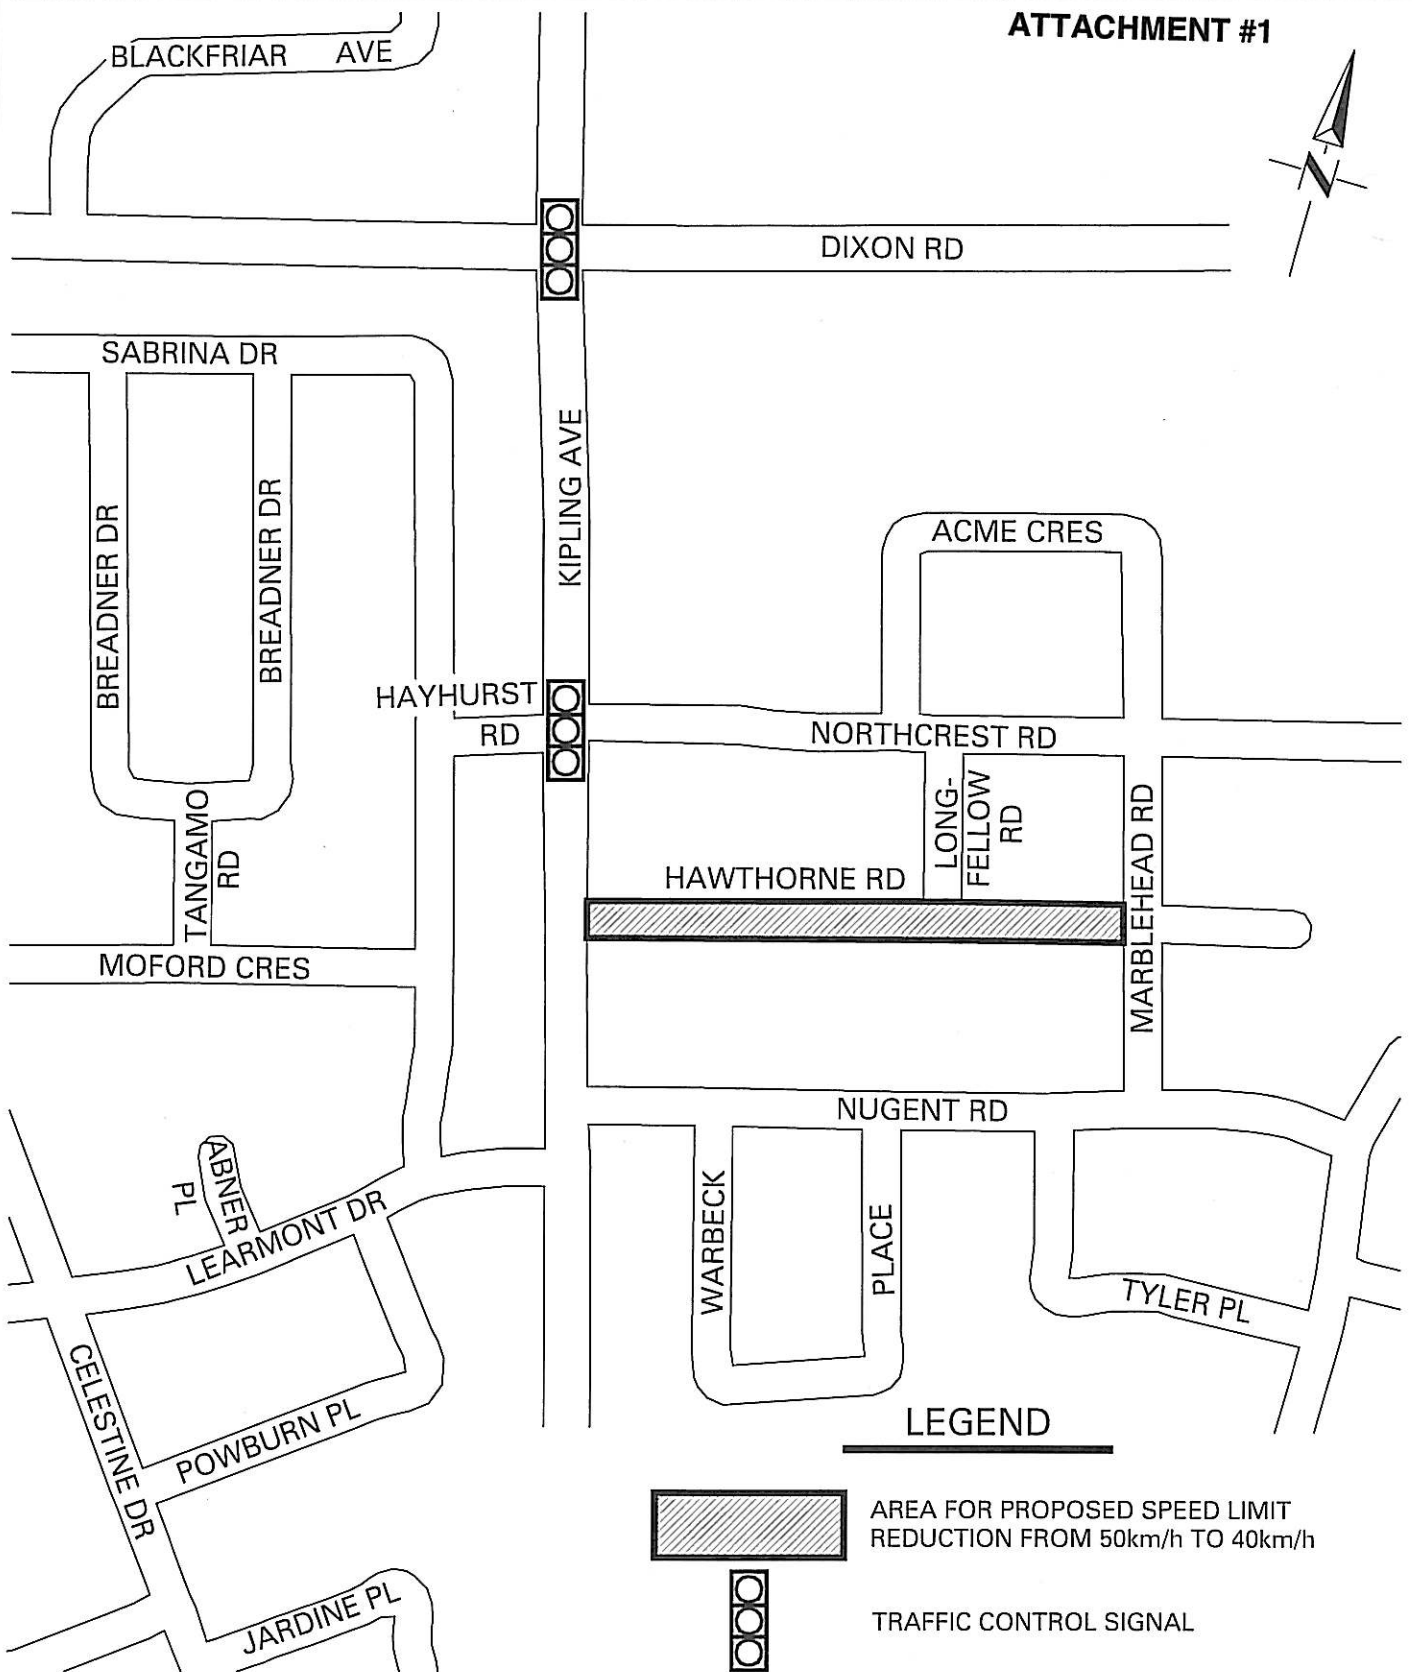 ATTACHMENT #1
BLACKFRIAR AVE
N
DIXON RD
SABRINA DR
KIPLING AVE
BREADNER DR
BREADNER DR
ACME CRES
HAYHURST
RD
NORTHCREST RD
LONG-
FELLOW
RD
TANGAMO
RD
MARBLEHEAD RD
HAWTHORNE RD
MOFORD CRES
NUGENT RD
ABNER
PL
LEARMONT DR
WARBECK
PLACE
TYLER PL
CELESTINE DR
POWBURN PL
JARDINE PL
LEGEND
AREA FOR PROPOSED SPEED LIMIT
REDUCTION FROM 50km/h TO 40km/h
TRAFFIC CONTROL SIGNAL